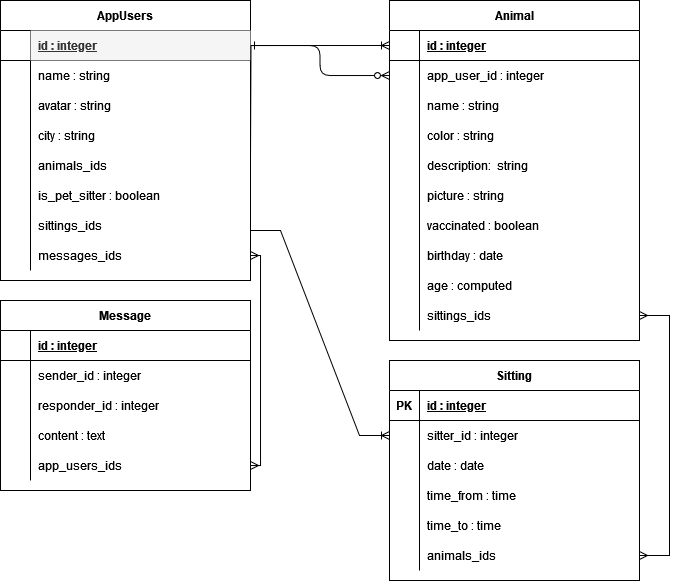 AppUsers
id : integer
name : string
avatar : string
city : string
animals_ids
is_pet_sitter : boolean
sittings_ids
messages_ids
Animal
id : integer
app_user_id : integer
name : string
color : string
description:  string
picture : string
vaccinated : boolean
birthday : date
age : computed
sittings_ids
Message
id : integer
sender_id : integer
responder_id : integer
content : text
app_users_ids
Sitting
PK id : integer
sitter_id : integer
date : date
time_from : time
time_to : time
animals_ids